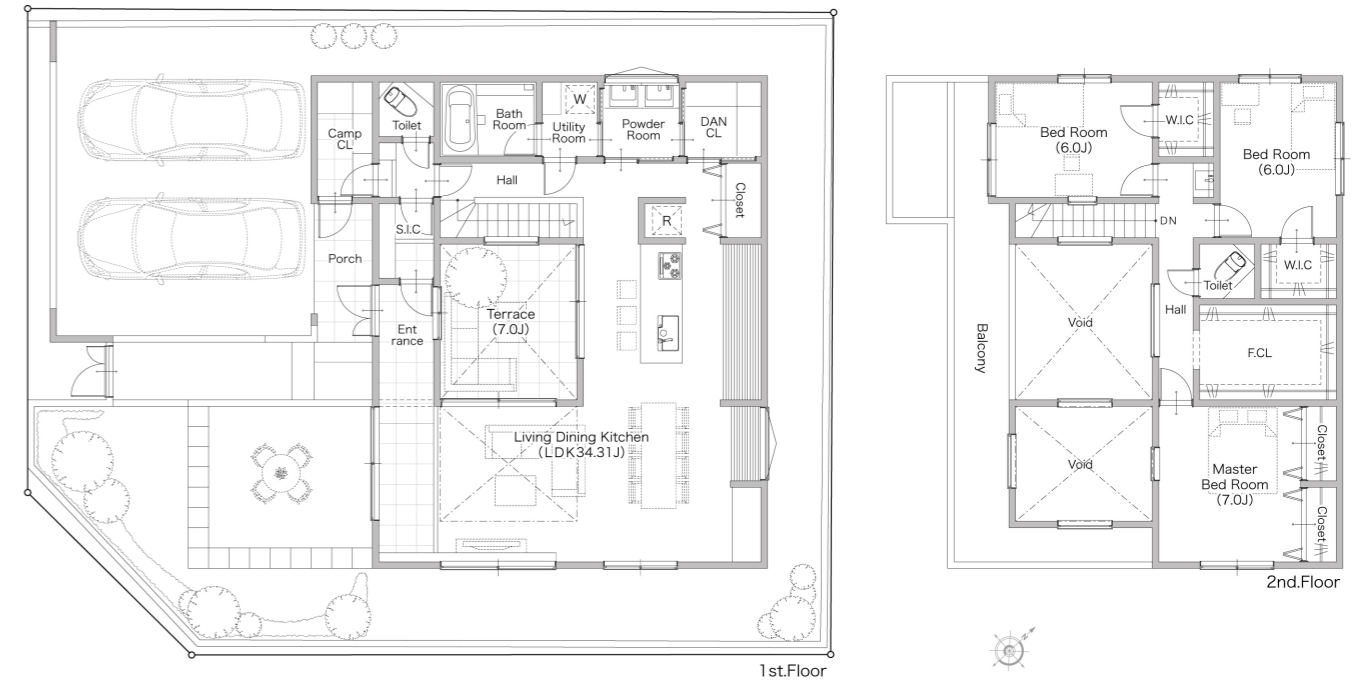 Camp
CL
Toilet
Bath
Room
W
Utility
Room
Powder
Room
DAN
CL
Hall
Closet
R
S.I.C
Porch
Ent
rance
Terrace
(7.0J)
Living Dining Kitchen
(LDK34.31J)
1st.Floor
Bed Room
(6.0J)
W.I.C
Bed Room
(6.0J)
DN
W.I.C
Toilet
Hall
Void
F.CL
Balcony
Void
Master
Bed Room
(7.0J)
Closet
Closet
2nd.Floor
N